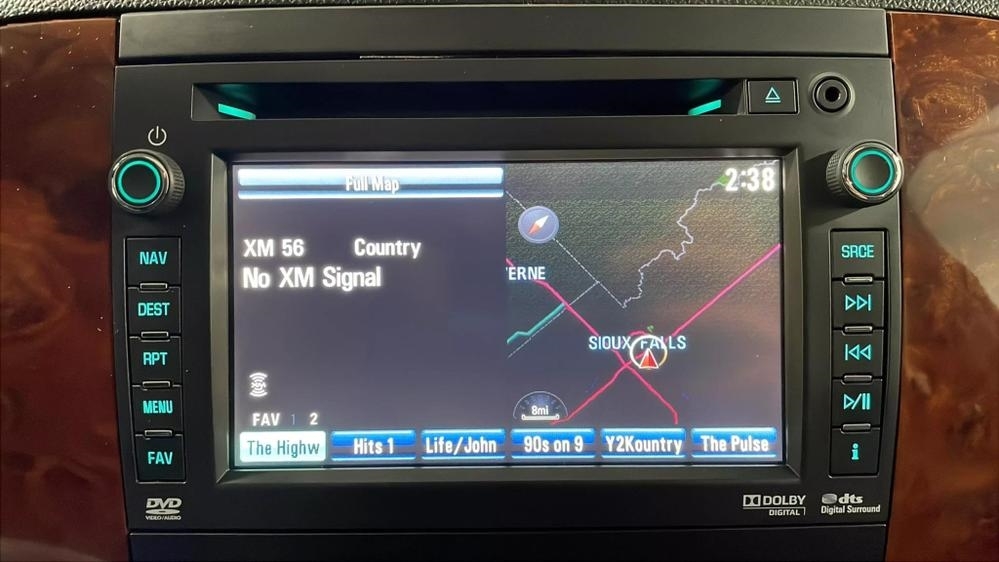 NAV
DEST
RPT
MENU
FAV
DVD
VIDEO/AUDIO
Full Map
2:38
XM 56 Country
No XM Signal
XM
FAV 1 2
The Highw
Hits 1
Life/John
90s on 9
Y2Kountry
The Pulse
ERNE
SIOUX FALLS
8mi
SRCE
i
DOLBY
DIGITAL
dts
Digital Surround